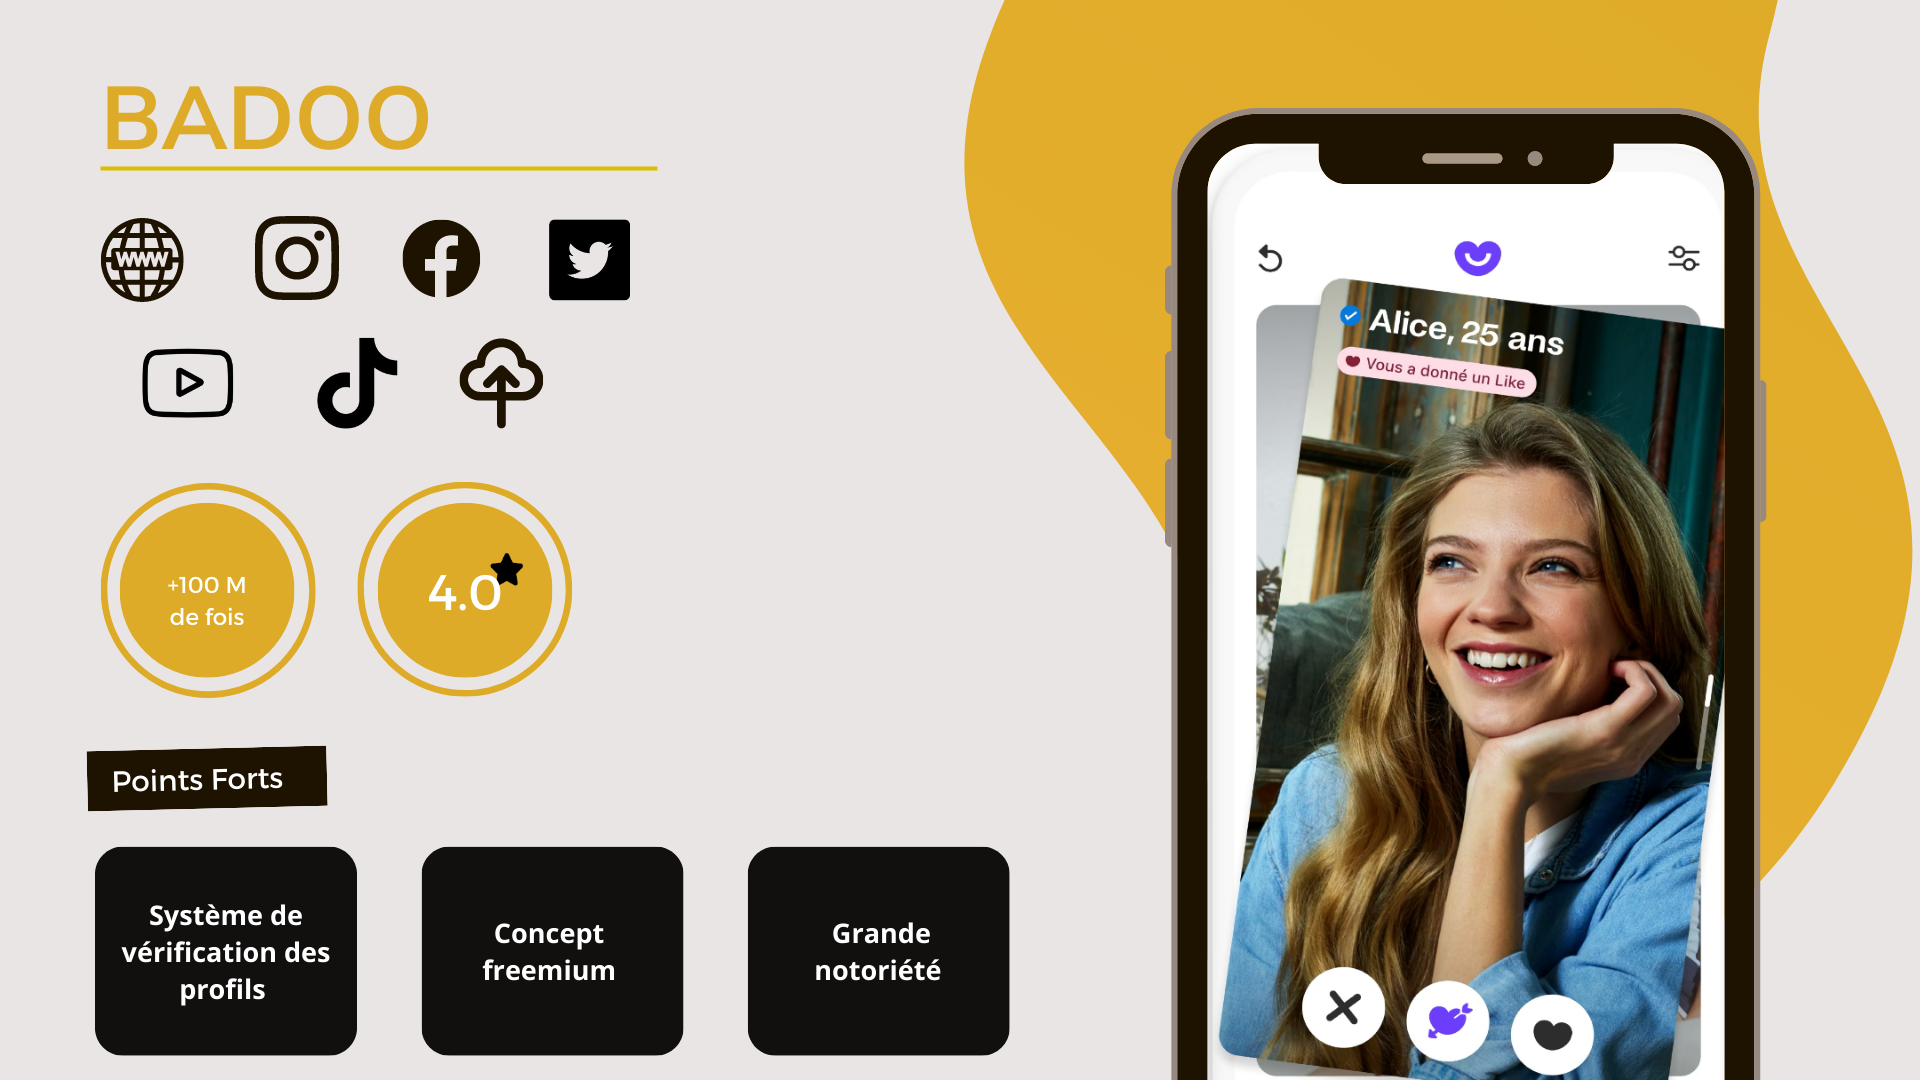 BADOO
WWW
+100 M
de fois
4.0
Points Forts
Système de
vérification des
profils
Concept
freemium
Grande
notoriété
Alice, 25 ans
Vous a donné un Like